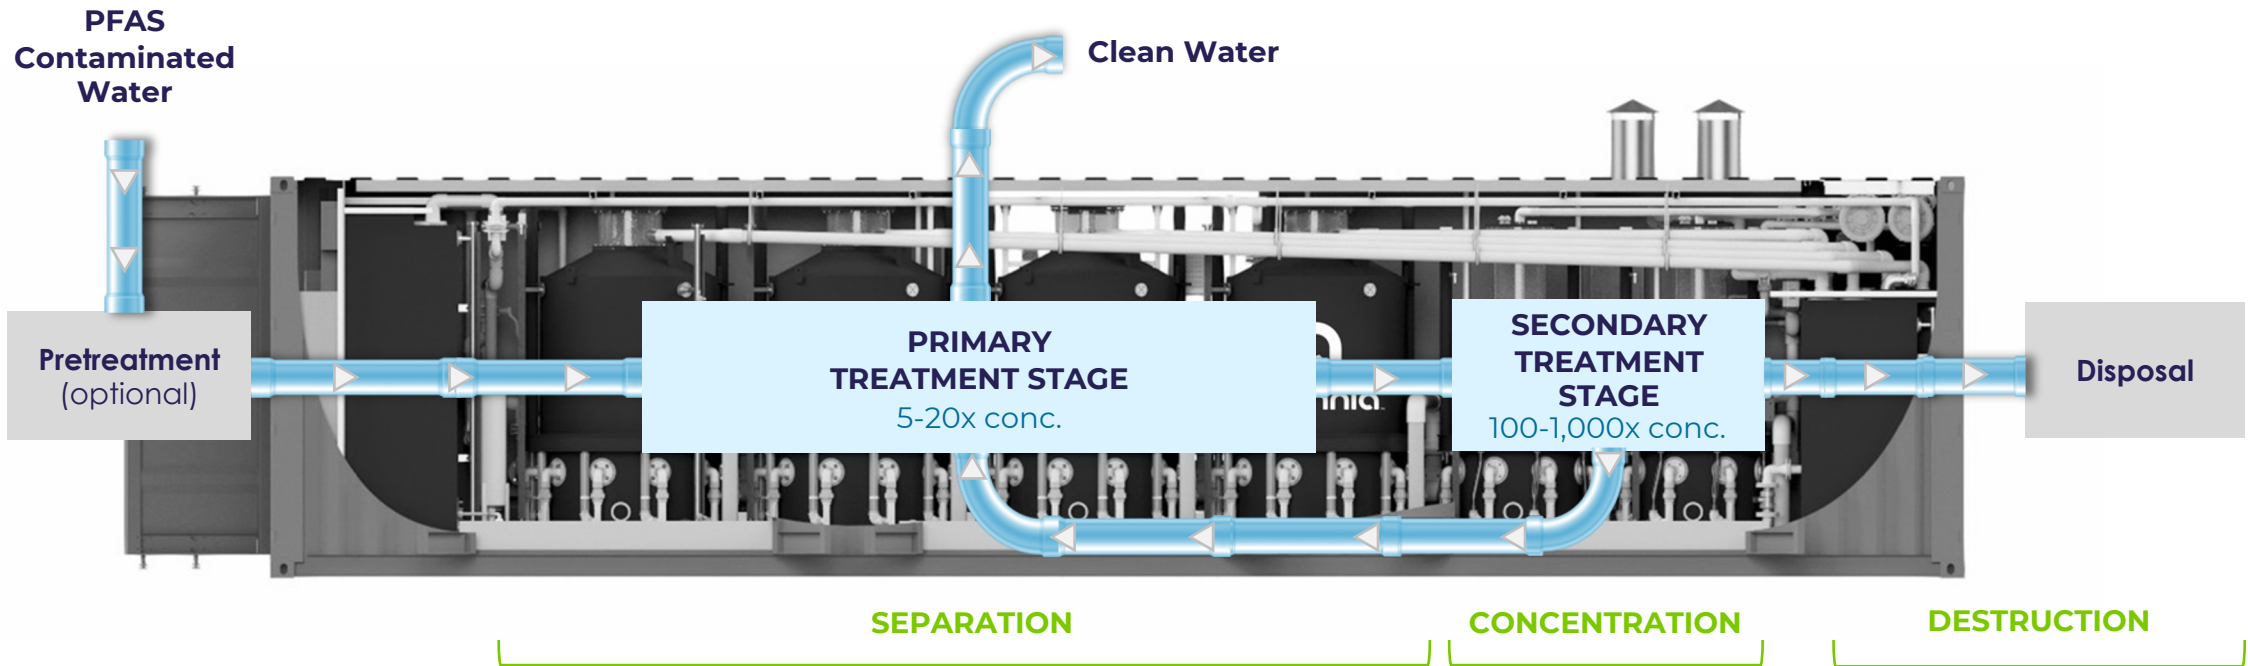 PFAS
Contaminated
Water
Clean Water
Pretreatment
(optional)
PRIMARY
TREATMENT STAGE
5-20x conc.
SECONDARY
TREATMENT
STAGE
100-1,000x conc.
Disposal
SEPARATION
CONCENTRATION
DESTRUCTION